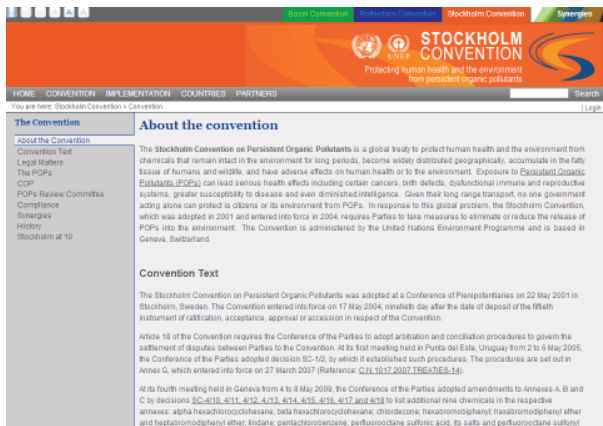 Basel Convention Rotterdam Convention Stockholm Convention Synergies
UNEP
STOCKHOLM
CONVENTION
Protecting human health and the environment
from persistent organic pollutants
HOME CONVENTION IMPLEMENTATION COUNTRIES PARTNERS Search
You are here: Stockholm Convention > Convention | Login
The Convention
About the Convention
Convention Text
Legal Matters
The POPs
COP
POPs Review Committee
Compliance
Synergies
History
Stockholm at 10
About the convention
The Stockholm Convention on Persistent Organic Pollutants is a global treaty to protect human health and the environment from
chemicals that remain intact in the environment for long periods, become widely distributed geographically, accumulate in the fatty
tissue of humans and wildlife, and have adverse effects on human health or to the environment. Exposure to Persistent Organic
Pollutants (POPs) can lead serious health effects including certain cancers, birth defects, dysfunctional immune and reproductive
systems, greater susceptibility to disease and even diminished intelligence. Given their long range transport, no one government
acting alone can protect is citizens or its environment from POPs. In response to this global problem, the Stockholm Convention,
which was adopted in 2001 and entered into force in 2004, requires Parties to take measures to eliminate or reduce the release of
POPs into the environment. The Convention is administered by the United Nations Environment Programme and is based in
Geneva, Switzerland.
Convention Text
The Stockholm Convention on Persistent Organic Pollutants was adopted at a Conference of Plenipotentiaries on 22 May 2001 in
Stockholm, Sweden. The Convention entered into force on 17 May 2004, ninetieth day after the date of deposit of the fiftieth
instrument of ratification, acceptance, approval or accession in respect of the Convention.
Article 18 of the Convention requires the Conference of the Parties to adopt arbitration and conciliation procedures to govern the
settlement of disputes between Parties to the Convention. At its first meeting held in Punta del Este, Uruguay from 2 to 6 May 2005,
the Conference of the Parties adopted decision SC-1/2, by which it established such procedures. The procedures are set out in
Annex G, which entered into force on 27 March 2007 (Reference: C.N.1017.2007.TREATIES-14).
At its fourth meeting held in Geneva from 4 to 8 May 2009, the Conference of the Parties adopted amendments to Annexes A, B and
C by decisions SC-4/10, 4/11, 4/12, 4/13, 4/14, 4/15, 4/16, 4/17 and 4/18 to list additional nine chemicals in the respective
annexes: alpha hexachlorocyclohexane; beta hexachlorocyclohexane; chlordecone; hexabromobiphenyl; hexabromodiphenyl ether
and heptabromodiphenyl ether; lindane; pentachlorobenzene; perfluorooctane sulfonic acid, its salts and perfluorooctane sulfonyl